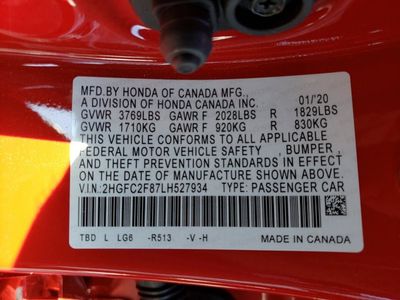 MFD.BY HONDA OF CANADA MFG.,
A DIVISION OF HONDA CANADA INC. 01/'20
GVWR 3769LBS GAWR F 2028LBS R 1829LBS
GVWR 1710KG GAWR F 920KG R 830KG
THIS VEHICLE CONFORMS TO ALL APPLICABLE
FEDERAL MOTOR VEHICLE SAFETY, BUMPER,
AND THEFT PREVENTION STANDARDS IN EFFECT
ON THE DATE OF MANUFACTURE SHOWN ABOVE.
V.I.N: 2HGFC2F87LH527934 TYPE: PASSENGER CAR
TBD L LG6 -R513 -V -H MADE IN CANADA